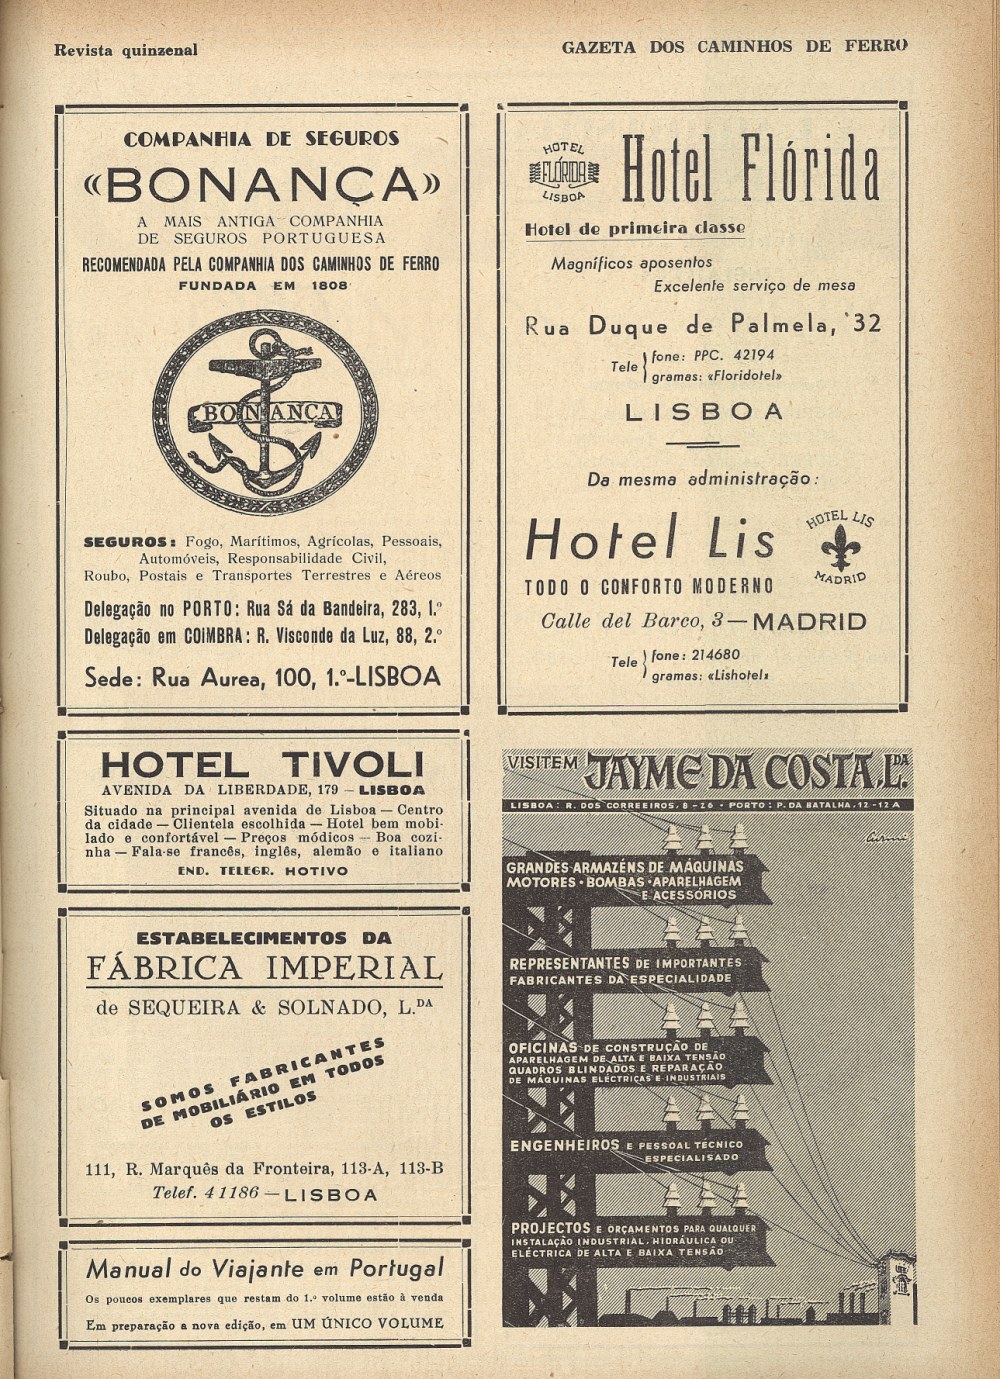 Revista quinzenal
GAZETA DOS CAMINHOS DE FERRO
COMPANHIA DE SEGUROS
«BONANÇA»
A MAIS ANTIGA COMPANHIA
DE SEGUROS PORTUGUESA
RECOMENDADA PELA COMPANHIA DOS CAMINHOS DE FERRO
FUNDADA EM 1808
BONANÇA
SEGUROS: Fogo, Marítimos, Agrícolas, Pessoais,
Automóveis, Responsabilidade Civil,
Roubo, Postais e Transportes Terrestres e Aéreos
Delegação no PORTO: Rua Sá da Bandeira, 283, 1.º
Delegação em COIMBRA: R. Visconde da Luz, 88, 2.º
Sede: Rua Aurea, 100, 1.º-LISBOA
HOTEL TIVOLI
AVENIDA DA LIBERDADE, 179 – LISBOA
Situado na principal avenida de Lisboa — Centro
da cidade — Clientela escolhida — Hotel bem mobi-
lado e confortável — Preços módicos — Boa cozi-
nha — Fala-se francês, inglês, alemão e italiano
END. TELEGR. HOTIVO
ESTABELECIMENTOS DA
FÁBRICA IMPERIAL
de SEQUEIRA & SOLNADO, L.DA
SOMOS FABRICANTES
DE MOBILIÁRIO EM TODOS
OS ESTILOS
111, R. Marquês da Fronteira, 113-A, 113-B
Telef. 41186 — LISBOA
Manual do Viajante em Portugal
Os poucos exemplares que restam do 1.º volume estão à venda
Em preparação a nova edição, em UM ÚNICO VOLUME
HOTEL
FLÓRIDA
LISBOA
Hotel Flórida
Hotel de primeira classe
Magníficos aposentos
Excelente serviço de mesa
Rua Duque de Palmela, 32
Tele fone: PPC. 42194
gramas: «Floridotel»
LISBOA
Da mesma administração:
Hotel Lis
HOTEL LIS
MADRID
TODO O CONFORTO MODERNO
Calle del Barco, 3 — MADRID
Tele fone: 214680
gramas: «Lishotel»
VISITEM JAYME DA COSTA, L.DA
LISBOA: R. DOS CORREEIROS, 8-26 • PORTO: P. DA BATALHA, 12-12A
GRANDES ARMAZÉNS DE MÁQUINAS
MOTORES • BOMBAS • APARELHAGEM
E ACESSÓRIOS
REPRESENTANTES DE IMPORTANTES
FABRICANTES DA ESPECIALIDADE
OFICINAS DE CONSTRUÇÃO DE
APARELHAGEM DE ALTA E BAIXA TENSÃO
QUADROS BLINDADOS E REPARAÇÃO
DE MÁQUINAS ELÉCTRICAS E INDUSTRIAIS
ENGENHEIROS E PESSOAL TÉCNICO
ESPECIALISADO
PROJECTOS E ORÇAMENTOS PARA QUALQUER
INSTALAÇÃO INDUSTRIAL, HIDRÁULICA OU
ELÉCTRICA DE ALTA E BAIXA TENSÃO